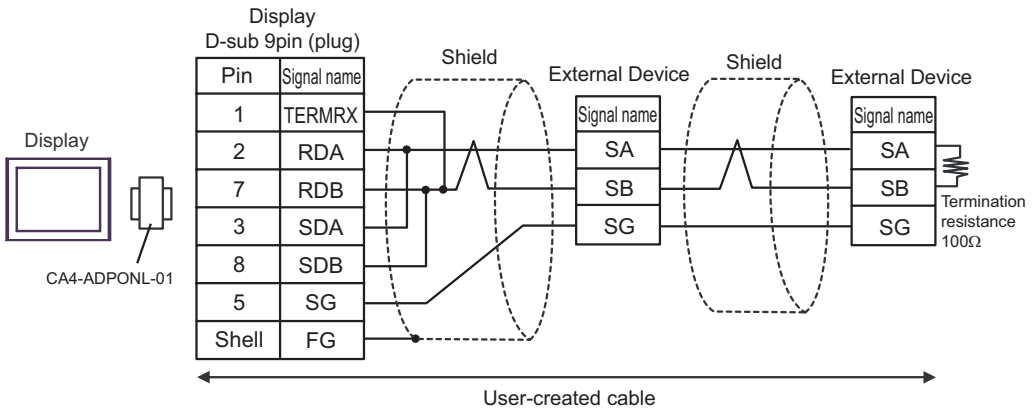 Display
D-sub 9pin (plug)
Shield
External Device
Shield
External Device
Pin Signal name
1 TERMRX
2 RDA
7 RDB
3 SDA
8 SDB
5 SG
Shell FG
Signal name
SA
SB
SG
Signal name
SA
SB
SG
Termination
resistance
100Ω
Display
CA4-ADPONL-01
User-created cable